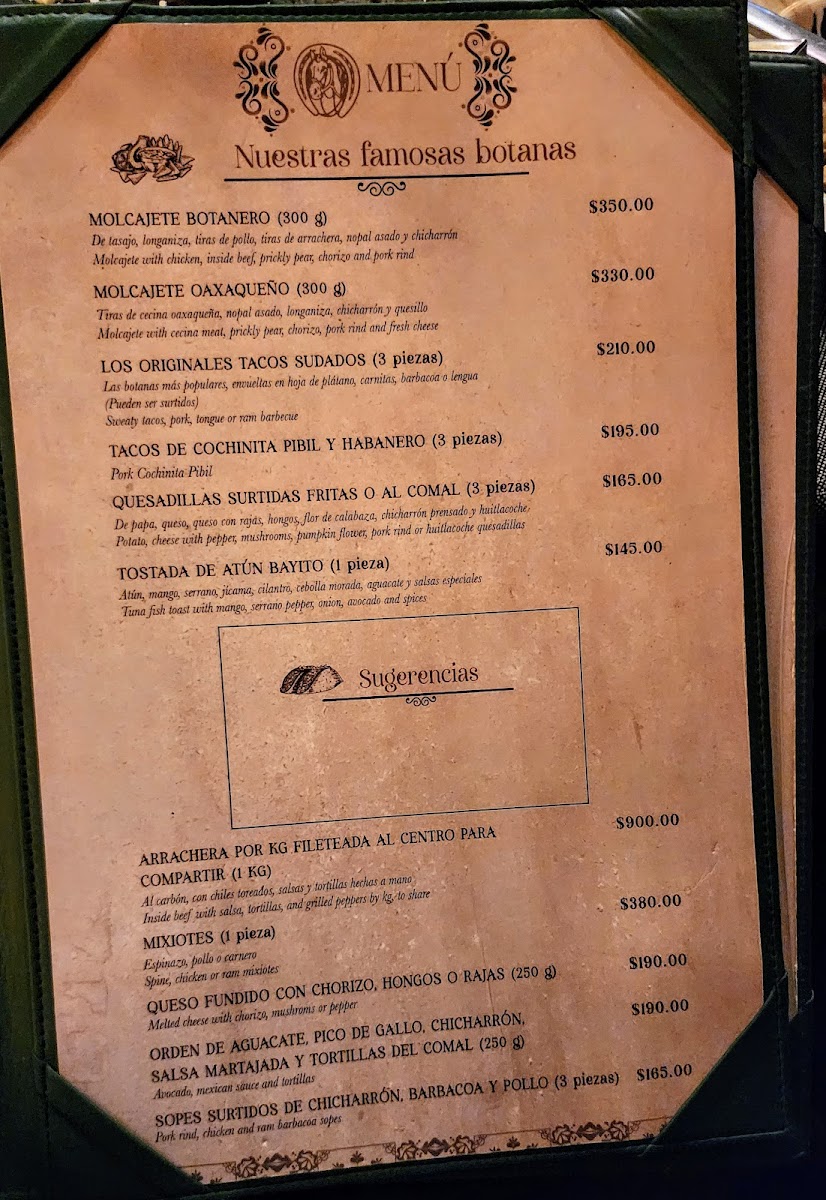 MENÚ
Nuestras famosas botanas
MOLCAJETE BOTANERO (300 g) $350.00
De tasajo, longaniza, tiras de pollo, tiras de arrachera, nopal asado y chicharrón
Molcajete with chicken, inside beef, prickly pear, chorizo and pork rind
MOLCAJETE OAXAQUEÑO (300 g) $330.00
Tiras de cecina oaxaqueña, nopal asado, longaniza, chicharrón y quesillo
Molcajete with cecina meat, prickly pear, chorizo, pork rind and fresh cheese
LOS ORIGINALES TACOS SUDADOS (3 piezas) $210.00
Las botanas más populares, envueltas en hoja de plátano, carnitas, barbacoa o lengua
(Pueden ser surtidos)
Sweaty tacos, pork, tongue or ram barbecue
TACOS DE COCHINITA PIBIL Y HABANERO (3 piezas) $195.00
Pork Cochinita Pibil
QUESADILLAS SURTIDAS FRITAS O AL COMAL (3 piezas) $165.00
De papa, queso, queso con rajas, hongos, flor de calabaza, chicharrón prensado y huitlacoche
Potato, cheese with pepper, mushrooms, pumpkin flower, pork rind or huitlacoche quesadillas
TOSTADA DE ATÚN BAYITO (1 pieza) $145.00
Atún, mango, serrano, jícama, cilantro, cebolla morada, aguacate y salsas especiales
Tuna fish toast with mango, serrano pepper, onion, avocado and spices
Sugerencias
ARRACHERA POR KG FILETEADA AL CENTRO PARA $900.00
COMPARTIR (1 KG)
Al carbón, con chiles toreados, salsas y tortillas hechas a mano
Inside beef with salsa, tortillas, and grilled peppers by kg, to share
MIXIOTES (1 pieza) $380.00
Espinazo, pollo o carnero
Spine, chicken or ram mixiotes
QUESO FUNDIDO CON CHORIZO, HONGOS O RAJAS (250 g) $190.00
Melted cheese with chorizo, mushroms or pepper
ORDEN DE AGUACATE, PICO DE GALLO, CHICHARRÓN, $190.00
SALSA MARTAJADA Y TORTILLAS DEL COMAL (250 g)
Avocado, mexican sauce and tortillas
SOPES SURTIDOS DE CHICHARRÓN, BARBACOA Y POLLO (3 piezas) $165.00
Pork rind, chicken and ram barbacoa sopes